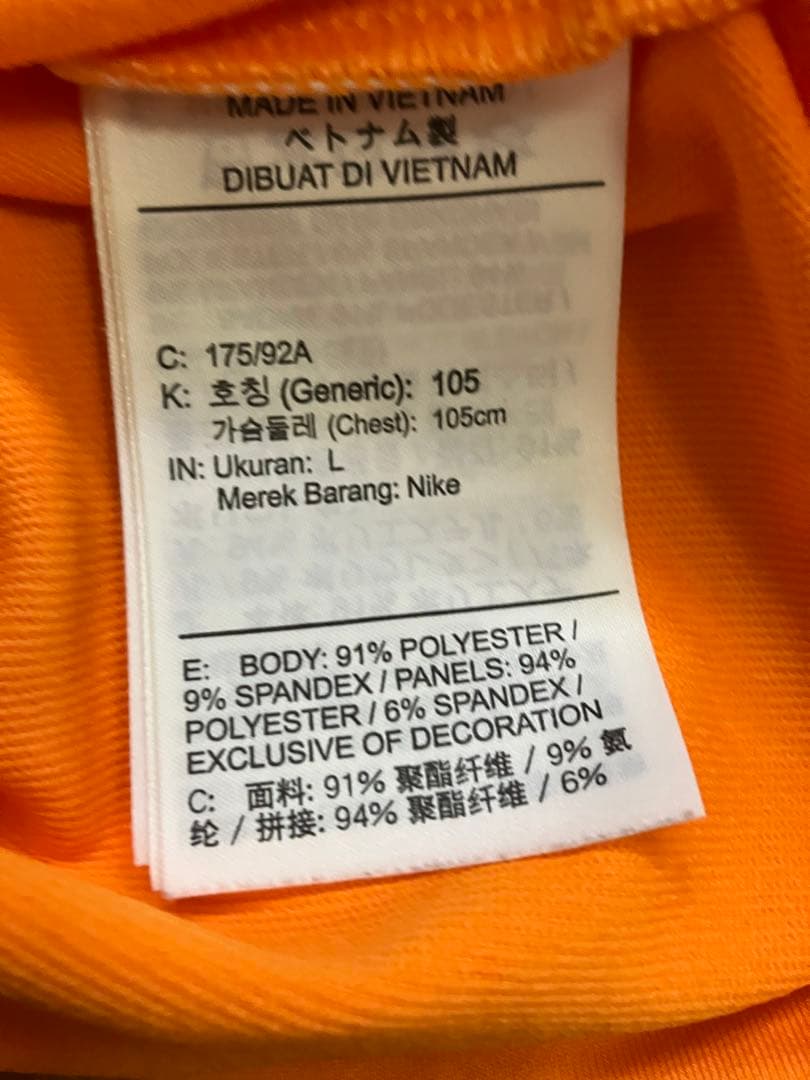 MADE IN VIETNAM
ベトナム製
DIBUAT DI VIETNAM
C: 175/92A
K: 호칭 (Generic): 105
가슴둘레 (Chest): 105cm
IN: Ukuran: L
Merek Barang: Nike
E: BODY: 91% POLYESTER /
9% SPANDEX / PANELS: 94%
POLYESTER / 6% SPANDEX /
EXCLUSIVE OF DECORATION
C: 面料: 91% 聚酯纤维 / 9% 氨
纶 / 拼接: 94% 聚酯纤维 / 6%